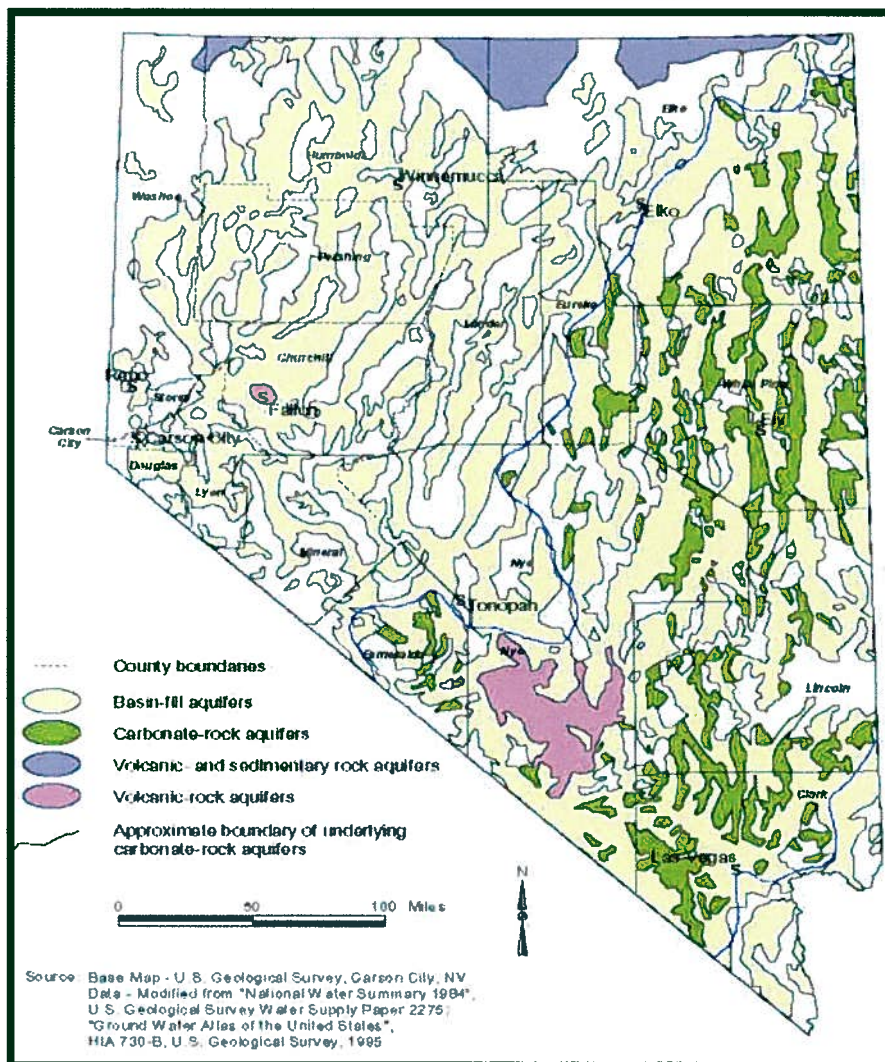 Elko
Humboldt
Winnemucca
Washoe
Elko
Pershing
Eureka
Lander
Churchill
White Pine
Reno
Storey
Fallon
Ely
Carson City
Carson City
Douglas
Lyon
Mineral
Nye
Tonopah
Esmeralda
Nye
Lincoln
Clark
Las Vegas
County boundaries
Basin-fill aquifers
Carbonate-rock aquifers
Volcanic- and sedimentary rock aquifers
Volcanic-rock aquifers
Approximate boundary of underlying
carbonate-rock aquifers
N
0 50 100 Miles
Source: Base Map - U.S. Geological Survey, Carson City, NV
Data - Modified from "National Water Summary 1984",
U.S. Geological Survey Water Supply Paper 2275;
"Ground Water Atlas of the United States",
HIA 730-B, U.S. Geological Survey, 1995